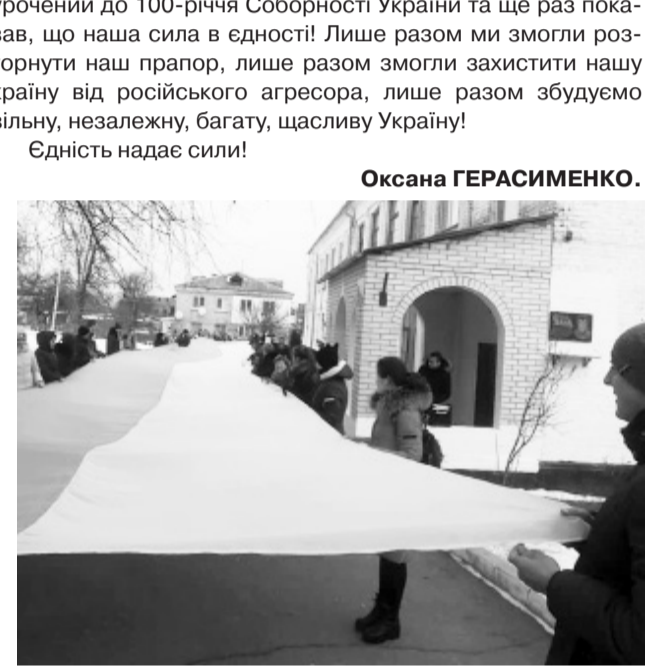 урочений до 100-річчя Соборності України та ще раз пока-
зав, що наша сила в єдності! Лише разом ми змогли роз-
горнути наш прапор, лише разом змогли захистити нашу
країну від російського агресора, лише разом збудуємо
вільну, незалежну, багату, щасливу Україну!
Єдність надає сили!
Оксана ГЕРАСИМЕНКО.